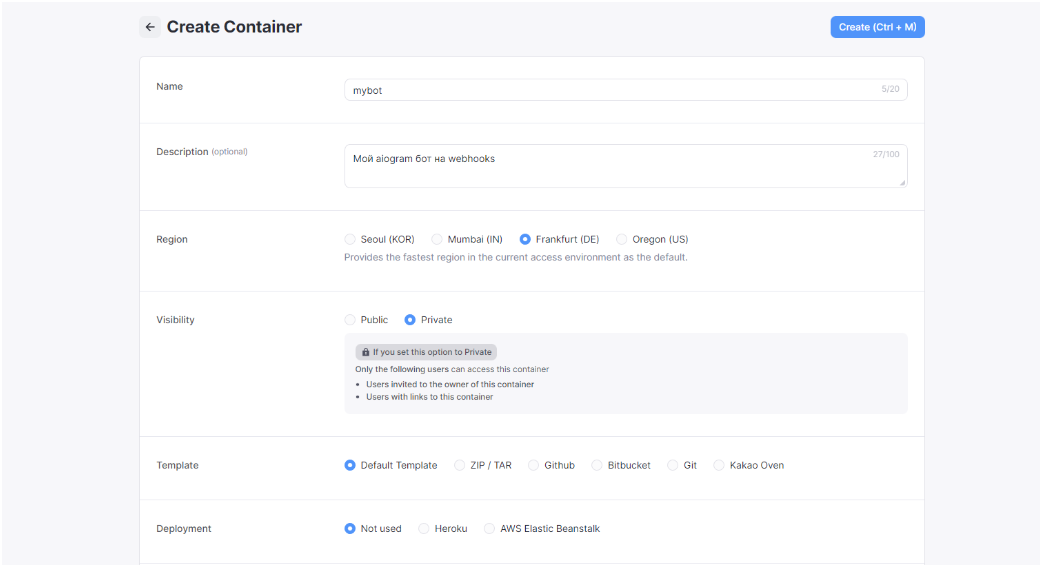 Create Container
Create (Ctrl + M)
Name
mybot
5/20
Description (optional)
Мой aiogram бот на webhooks
27/100
Region
Seoul (KOR) Mumbai (IN) Frankfurt (DE) Oregon (US)
Provides the fastest region in the current access environment as the default.
Visibility
Public Private
If you set this option to Private
Only the following users can access this container
• Users invited to the owner of this container
• Users with links to this container
Template
Default Template ZIP / TAR Github Bitbucket Git Kakao Oven
Deployment
Not used Heroku AWS Elastic Beanstalk